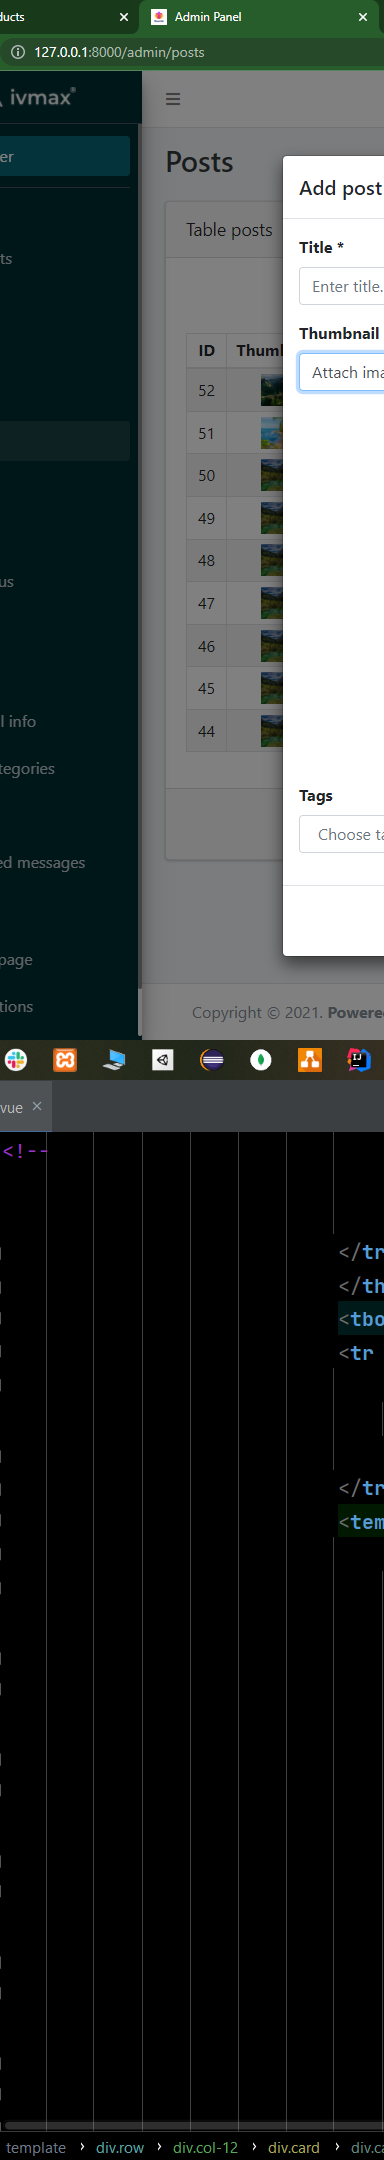 ducts
Admin Panel
127.0.0.1:8000/admin/posts
ivmax®
er
Posts
Add post
Table posts
Title *
ts
Enter title.
Thumbnail
ID
Attach ima
52
51
50
49
48
47
us
46
45
l info
44
tegories
Tags
Choose ta
ed messages
page
tions
Copyright © 2021. Powere
vue
<!--
</tr
</th
<tbo
<tr
</tr
<tem
template › div.row › div.col-12 › div.card › div.ca